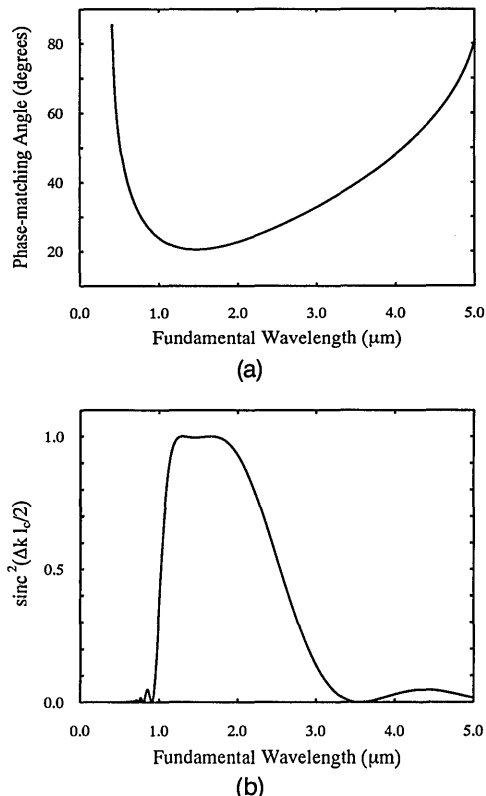 80
60
40
20
Phase-matching Angle (degrees)
0.0 1.0 2.0 3.0 4.0 5.0
Fundamental Wavelength (μm)
(a)
1.0
0.5
0.0
sinc²(Δk l_c/2)
0.0 1.0 2.0 3.0 4.0 5.0
Fundamental Wavelength (μm)
(b)